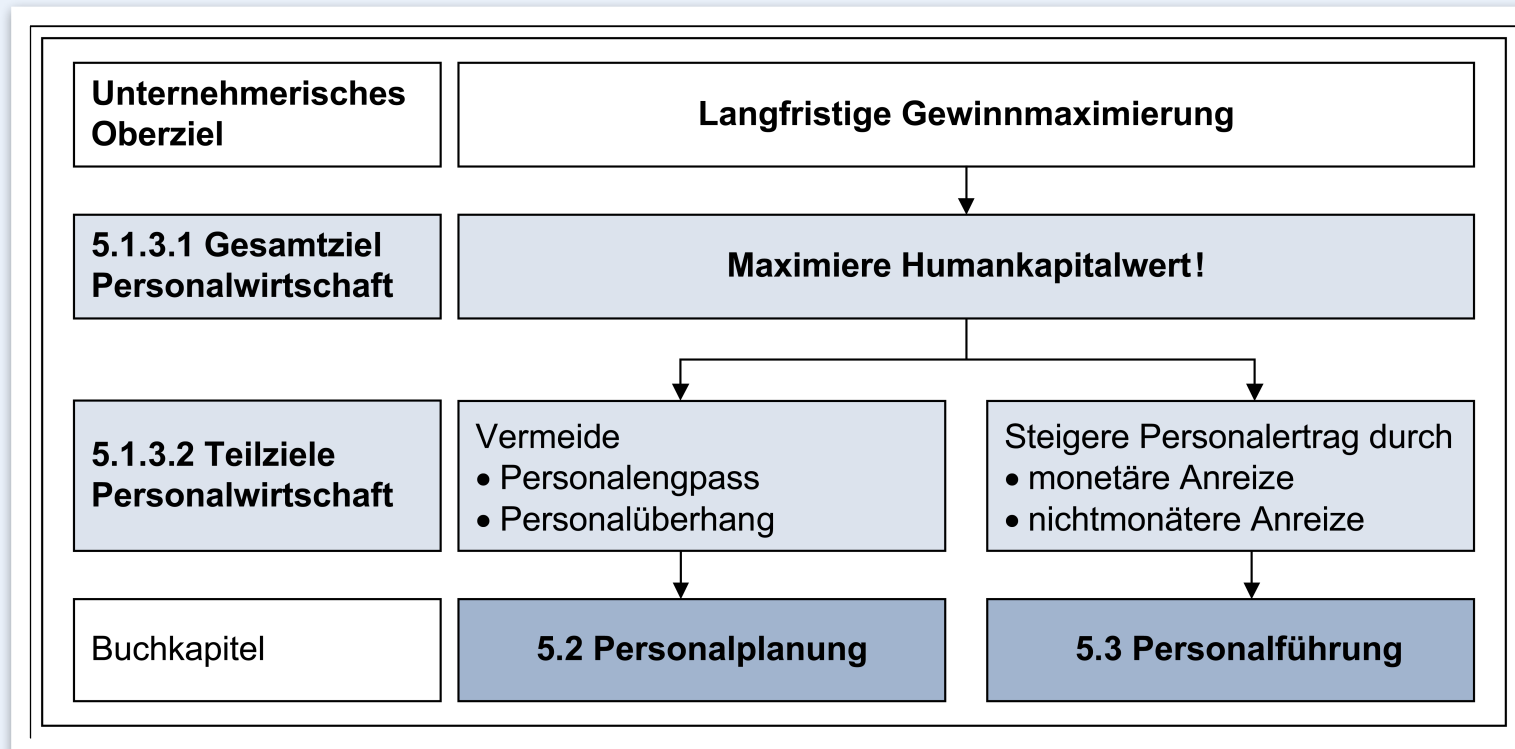 Unternehmerisches
Oberziel
Langfristige Gewinnmaximierung
5.1.3.1 Gesamtziel
Personalwirtschaft
Maximiere Humankapitalwert!
5.1.3.2 Teilziele
Personalwirtschaft
Vermeide
• Personalengpass
• Personalüberhang
Steigere Personalertrag durch
• monetäre Anreize
• nichtmonätere Anreize
Buchkapitel
5.2 Personalplanung
5.3 Personalführung